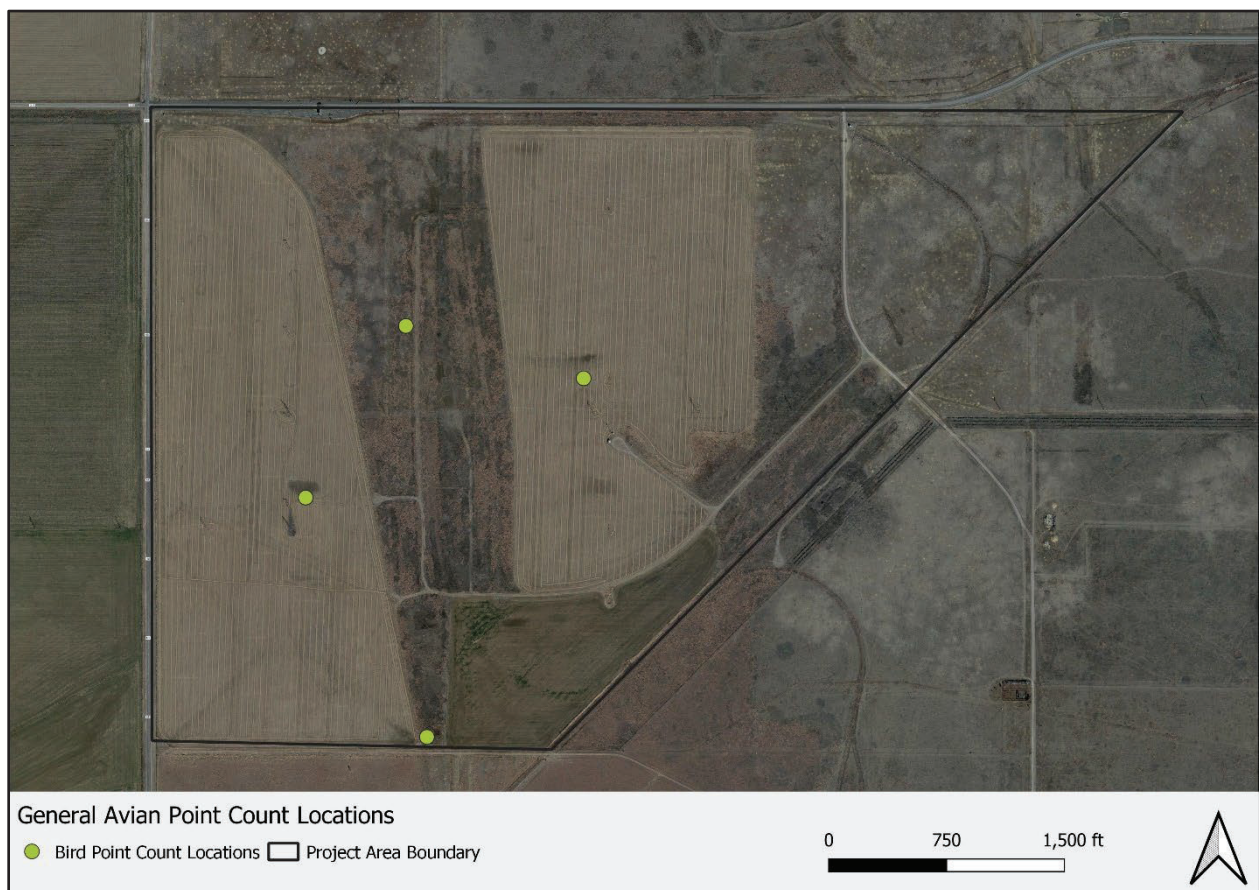 General Avian Point Count Locations
Bird Point Count Locations Project Area Boundary
0 750 1,500 ft